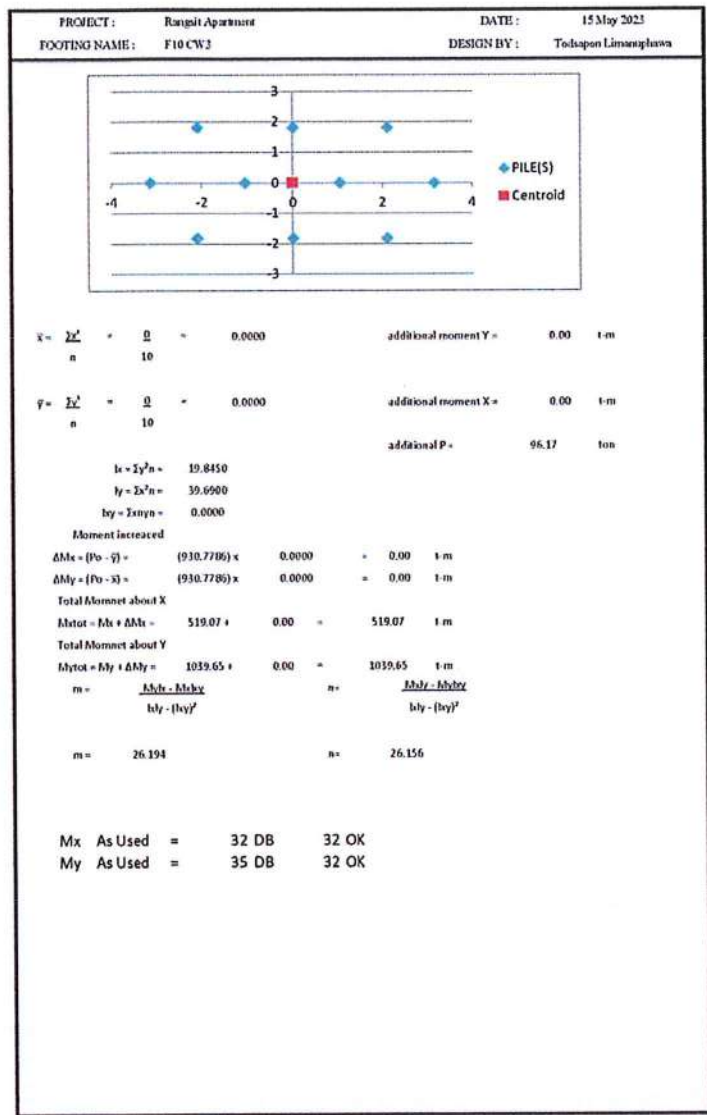 PROJECT : Rangsit Apartment DATE : 15 May 2023
FOOTING NAME : F10 CW3 DESIGN BY : Todsapon Limanuphawa
3
2
1
0
-4 -2 0 2 4
-1
-2
-3
PILE(S)
Centroid
x̄ = Σx' = 0 = 0.0000 additional moment Y = 0.00 t-m
n 10
ȳ = Σy' = 0 = 0.0000 additional moment X = 0.00 t-m
n 10
additional P = 96.17 ton
Ix = Σy²n = 19.8450
Iy = Σx²n = 39.6900
Ixy = Σxnyn = 0.0000
Moment increaced
ΔMx = (Po - ȳ) = (930.7786) x 0.0000 = 0.00 t-m
ΔMy = (Po - x̄) = (930.7786) x 0.0000 = 0.00 t-m
Total Momnet about X
Mxtot = Mx + ΔMx = 519.07 + 0.00 = 519.07 t-m
Total Momnet about Y
Mytot = My + ΔMy = 1039.65 + 0.00 = 1039.65 t-m
m = MyIx - MxIxy n= MxIy - MyIxy
IxIy - (Ixy)² IxIy - (Ixy)²
m = 26.194 n= 26.156
Mx As Used = 32 DB 32 OK
My As Used = 35 DB 32 OK